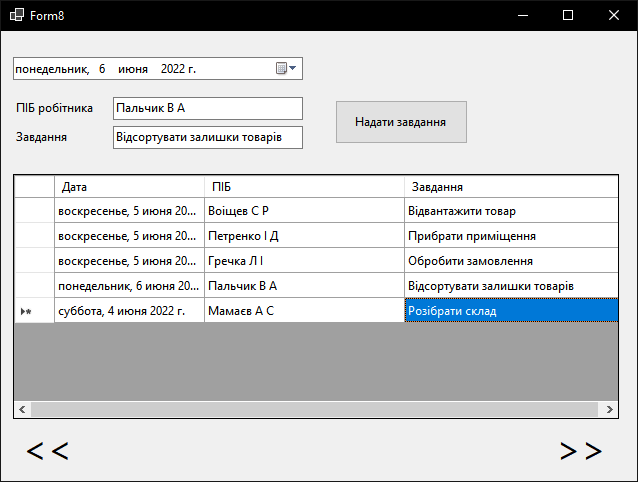 Form8
понедельник, 6 июня 2022 г.
ПІБ робітника Пальчик В А
Надати завдання
Завдання Відсортувати залишки товарів
Дата ПІБ Завдання
воскресенье, 5 июня 20... Воіщев С Р Відвантажити товар
воскресенье, 5 июня 20... Петренко І Д Прибрати приміщення
воскресенье, 5 июня 20... Гречка Л І Обробити замовлення
понедельник, 6 июня 20... Пальчик В А Відсортувати залишки товарів
суббота, 4 июня 2022 г. Мамаєв А С Розібрати склад
< < > >